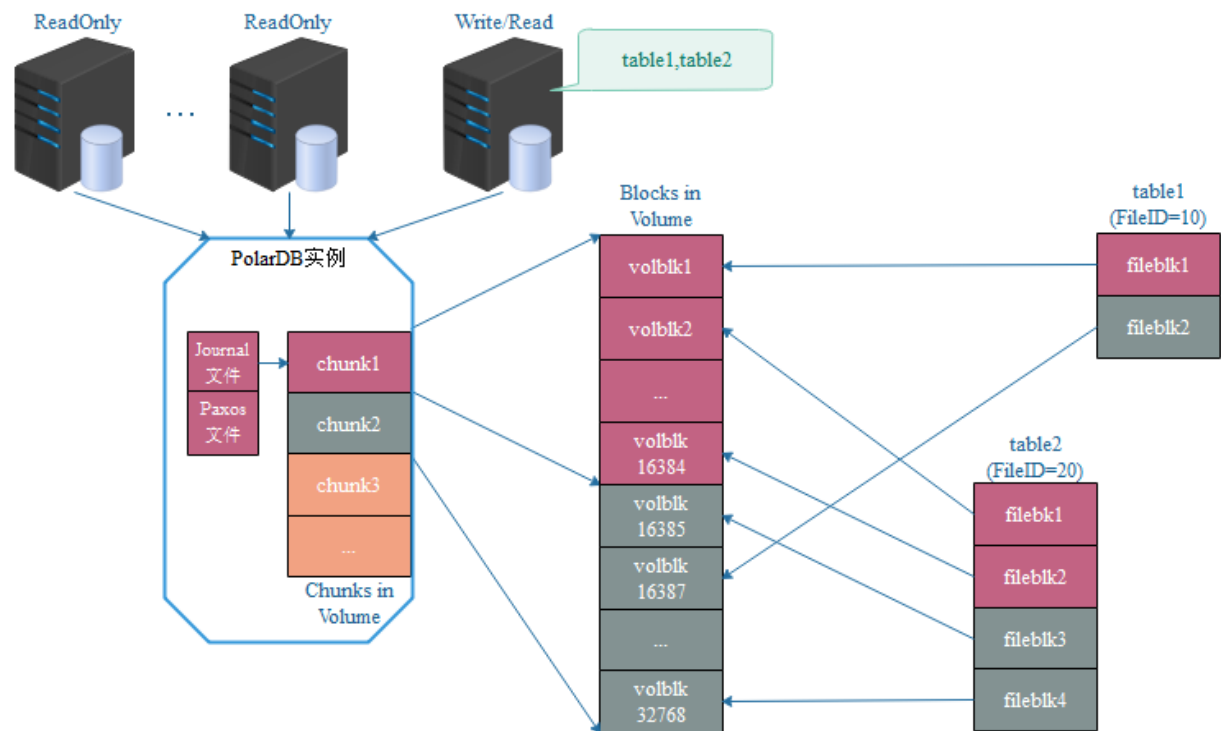 ReadOnly
ReadOnly
Write/Read
table1,table2
...
PolarDB实例
Journal
文件
Paxos
文件
chunk1
chunk2
chunk3
...
Chunks in
Volume
Blocks in
Volume
volblk1
volblk2
...
volblk
16384
volblk
16385
volblk
16387
...
volblk
32768
table1
(FileID=10)
fileblk1
fileblk2
table2
(FileID=20)
filebk1
fileblk2
fileblk3
fileblk4